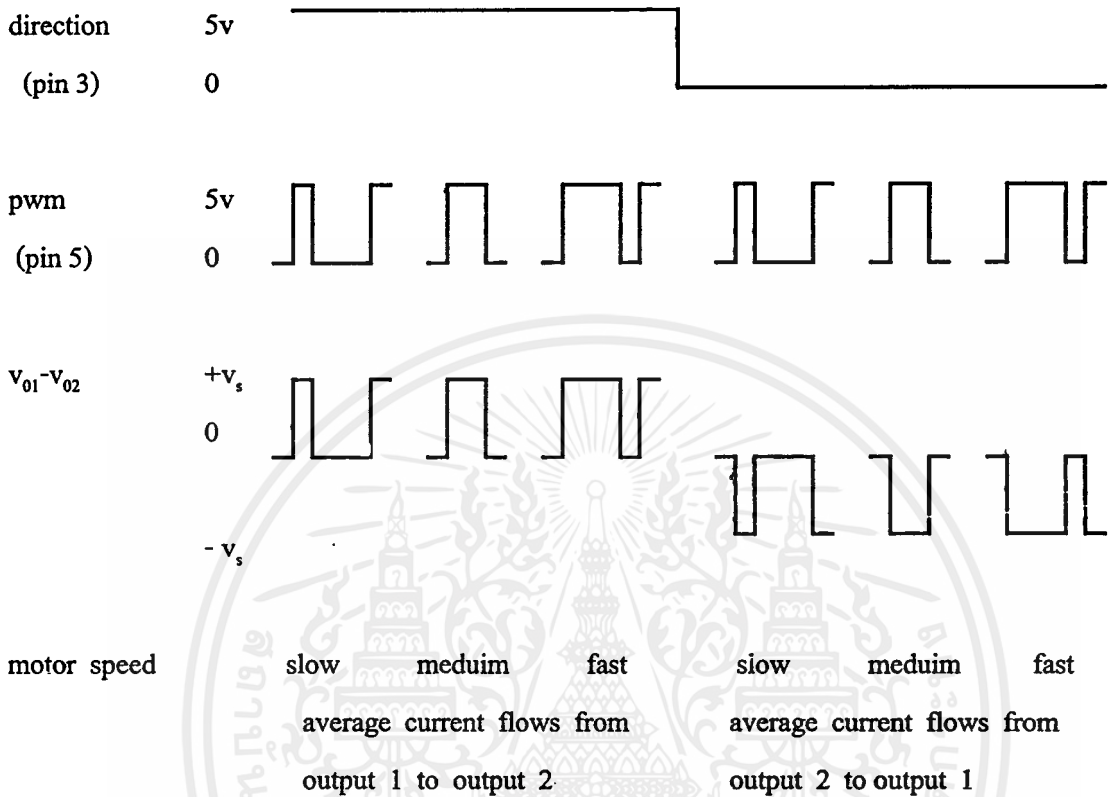 direction 5v
(pin 3) 0
pwm 5v
(pin 5) 0
v01-v02 +vs
0
- vs
motor speed slow meduim fast slow meduim fast
average current flows from average current flows from
output 1 to output 2 output 2 to output 1